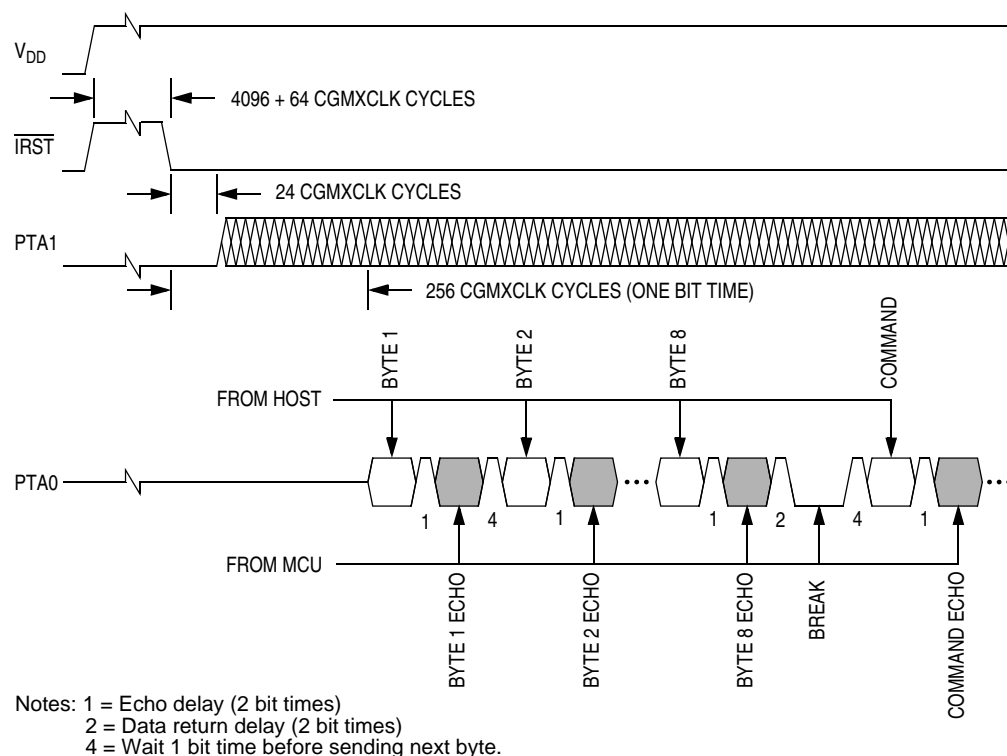 VDD
4096 + 64 CGMXCLK CYCLES
IRST
24 CGMXCLK CYCLES
PTA1
256 CGMXCLK CYCLES (ONE BIT TIME)
BYTE 1
BYTE 2
BYTE 8
COMMAND
FROM HOST
PTA0
1
4
1
1
2
4
1
FROM MCU
BYTE 1 ECHO
BYTE 2 ECHO
BYTE 8 ECHO
BREAK
COMMAND ECHO
Notes: 1 = Echo delay (2 bit times)
2 = Data return delay (2 bit times)
4 = Wait 1 bit time before sending next byte.